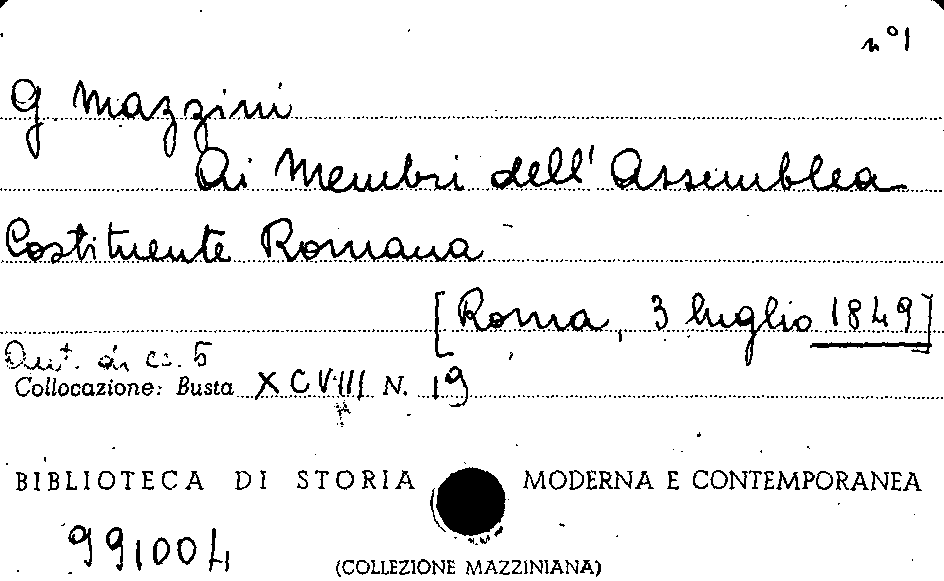 n° 1
G. Mazzini
Ai Membri dell'Assemblea
Costituente Romana
[Roma, 3 luglio 1849]
Aut. di cc. 5
Collocazione: Busta XCVIII N. 19
BIBLIOTECA DI STORIA MODERNA E CONTEMPORANEA
991004
(COLLEZIONE MAZZINIANA)